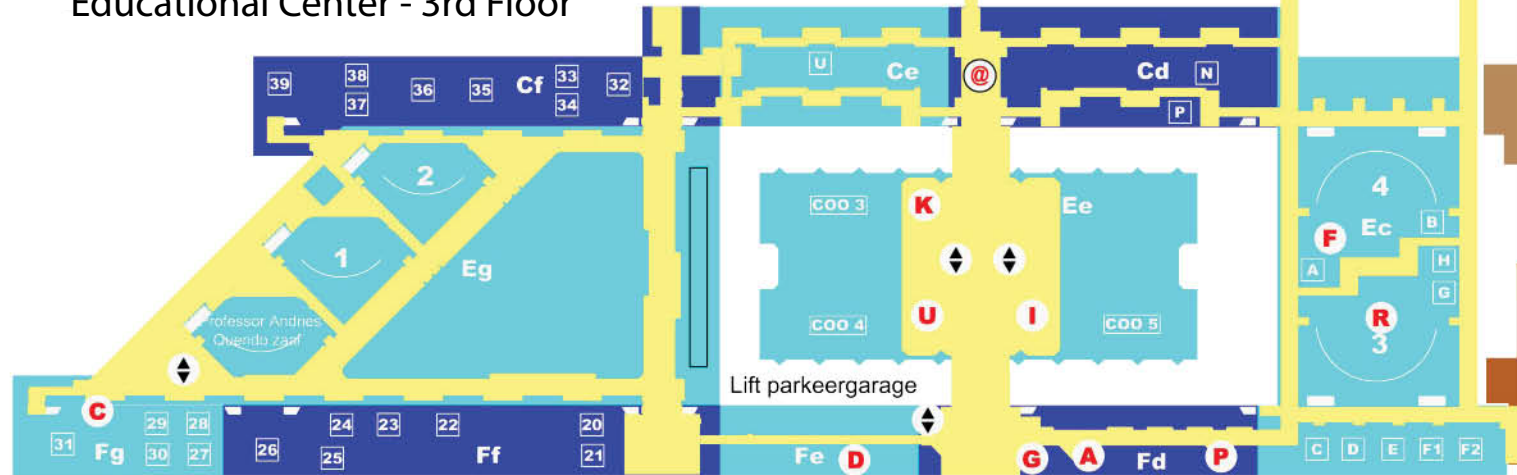 Educational Center - 3rd Floor
39
38
37
36
35
Cf
33
34
32
U
Ce
@
Cd
N
P
2
1
Eg
Professor Andries
Querido zaal
COO 3
K
Ee
COO 4
U
I
COO 5
4
Ec
B
F
A
H
G
R
3
Lift parkeergarage
C
31
Fg
29
28
30
27
26
24
23
22
25
Ff
20
21
Fe
D
G
A
Fd
P
C
D
E
F1
F2